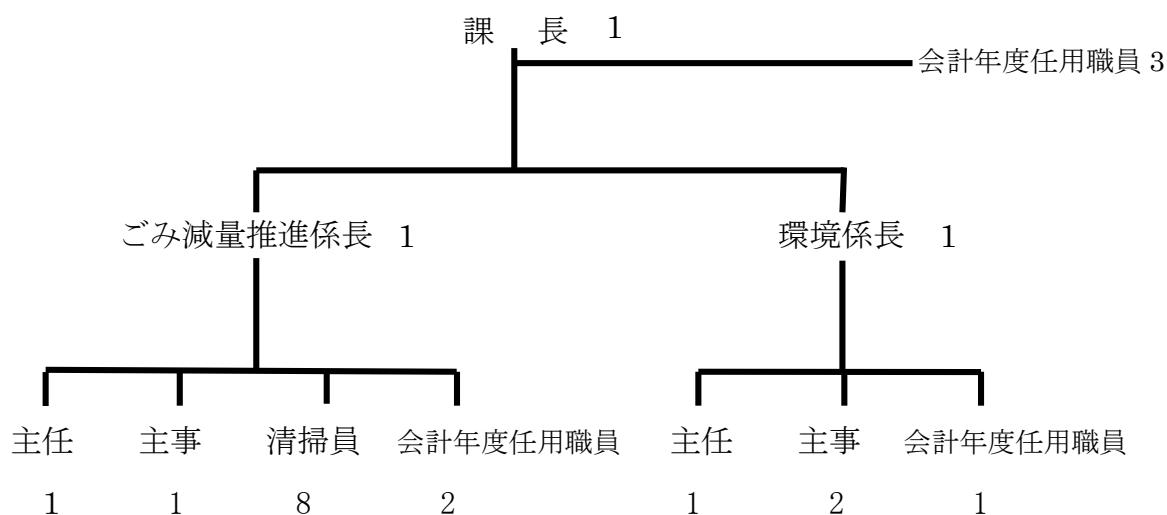 課　長　1
会計年度任用職員 3
ごみ減量推進係長　1
環境係長　1
主任　主事　清掃員　会計年度任用職員　主任　主事　会計年度任用職員
1　1　8　2　1　2　1